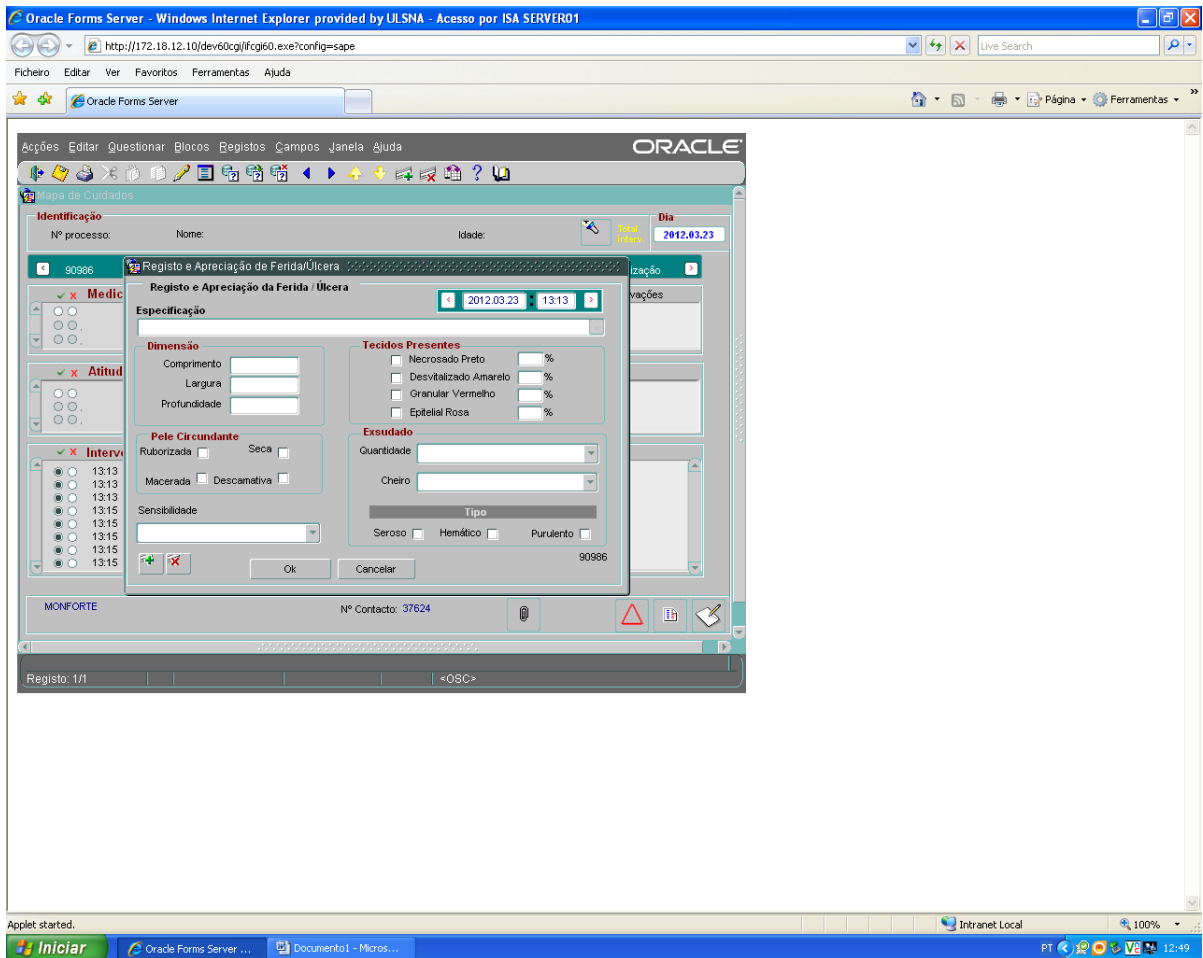 Oracle Forms Server - Windows Internet Explorer provided by ULSNA - Acesso por ISA SERVER01
http://172.18.12.10/dev60cgi/ifcgi60.exe?config=sape
Live Search
Ficheiro Editar Ver Favoritos Ferramentas Ajuda
Oracle Forms Server
Página Ferramentas
Acções Editar Questionar Blocos Registos Campos Janela Ajuda
ORACLE
Mapa de Cuidados
Identificação
Nº processo: Nome: Idade:
Total Interv.
Dia
2012.03.23
90986
ização
Registo e Apreciação de Ferida/Úlcera
Registo e Apreciação da Ferida / Úlcera
2012.03.23 : 13:13
Especificação
Medic
vações
Dimensão
Comprimento
Largura
Profundidade
Tecidos Presentes
Necrosado Preto %
Desvitalizado Amarelo %
Granular Vermelho %
Epitelial Rosa %
Atitud
Pele Circundante
Ruborizada Seca
Macerada Descamativa
Exsudado
Quantidade
Cheiro
Tipo
Seroso Hemático Purulento
Sensibilidade
Interve
13:13
13:13
13:13
13:15
13:15
13:15
13:15
13:15
90986
Ok Cancelar
MONFORTE Nº Contacto: 37624
Registo: 1/1 <OSC>
Applet started.
Intranet Local 100%
Iniciar Oracle Forms Server ... Documento1 - Micros... PT 12:49